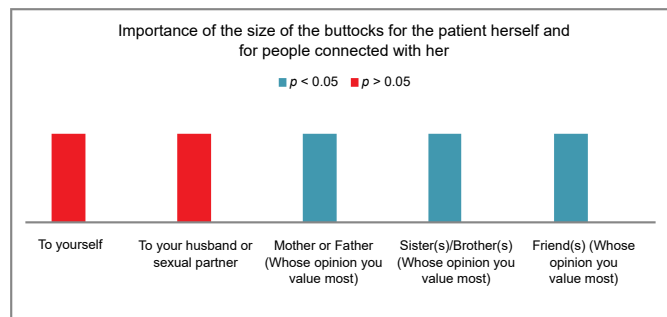 Importance of the size of the buttocks for the patient herself and
for people connected with her
p < 0.05 p > 0.05
To yourself
To your husband or
sexual partner
Mother or Father
(Whose opinion you
value most)
Sister(s)/Brother(s)
(Whose opinion you
value most)
Friend(s) (Whose
opinion you
value most)